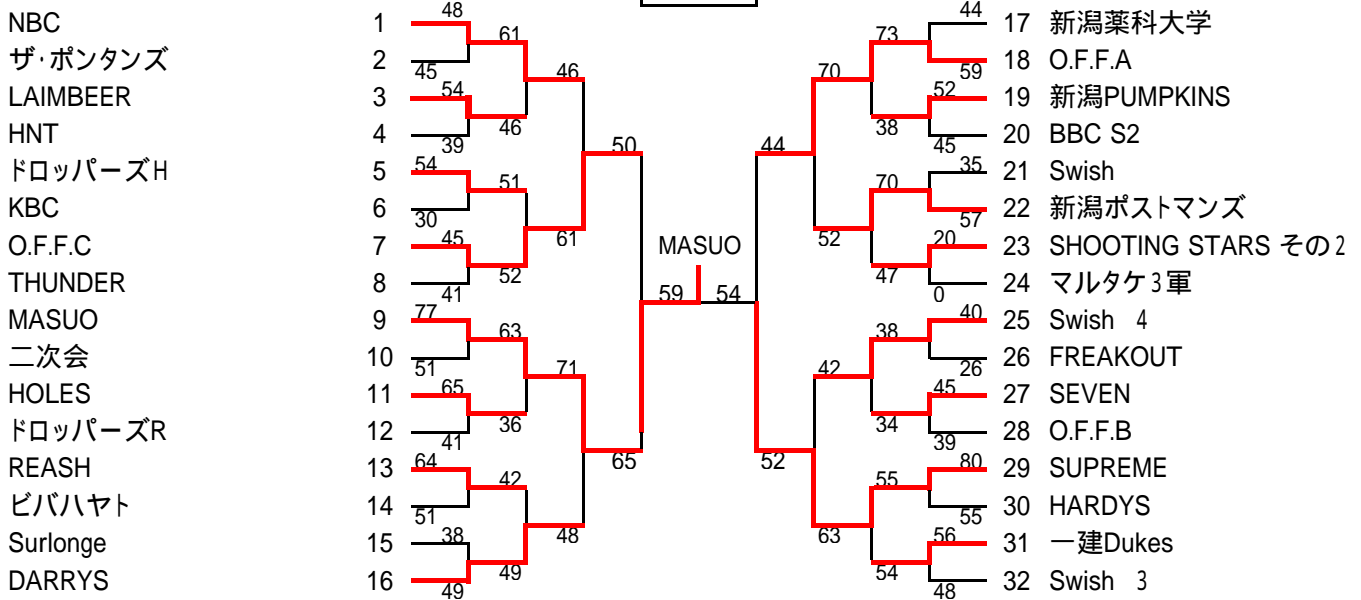 NBC 1 48 44 17 新潟薬科大学
61 73
ザ・ポンタンズ 2 45 59 18 O.F.F.A
46 70
LAIMBEER 3 54 52 19 新潟PUMPKINS
46 38
HNT 4 39 45 20 BBC S2
50 44
ドロッパーズH 5 54 35 21 Swish
51 70
KBC 6 30 57 22 新潟ポストマンズ
61 52
O.F.F.C 7 45 MASUO 20 23 SHOOTING STARS その2
52 47
THUNDER 8 41 0 24 マルタケ3軍
59 54
MASUO 9 77 40 25 Swish 4
63 38
二次会 10 51 26 26 FREAKOUT
71 42
HOLES 11 65 45 27 SEVEN
36 34
ドロッパーズR 12 41 39 28 O.F.F.B
65 52
REASH 13 64 80 29 SUPREME
42 55
ビバハヤト 14 51 55 30 HARDYS
48 63
Surlonge 15 38 56 31 一建Dukes
49 54
DARRYS 16 49 48 32 Swish 3